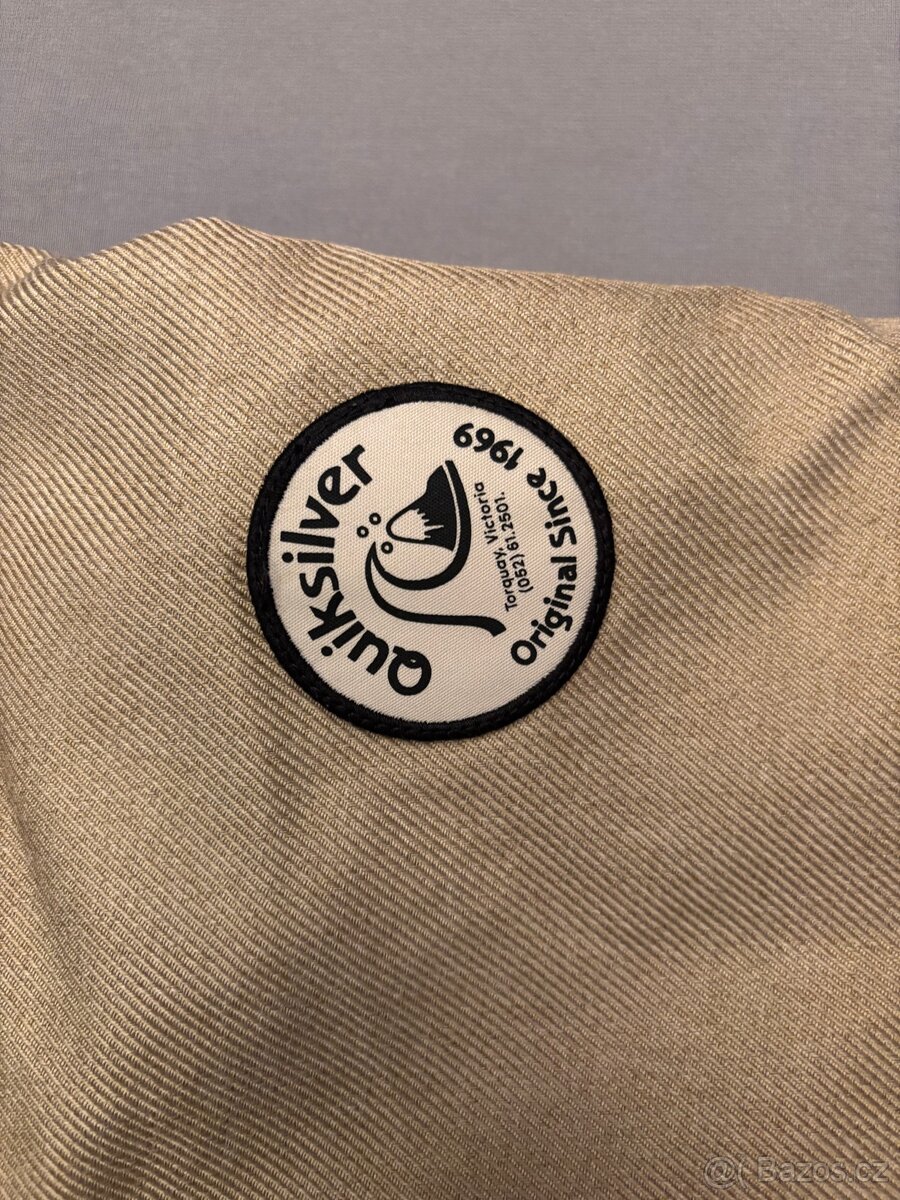 Quiksilver
Torquay, Victoria
(052) 61.2501.
Original Since 1969
@( Bazos.cz